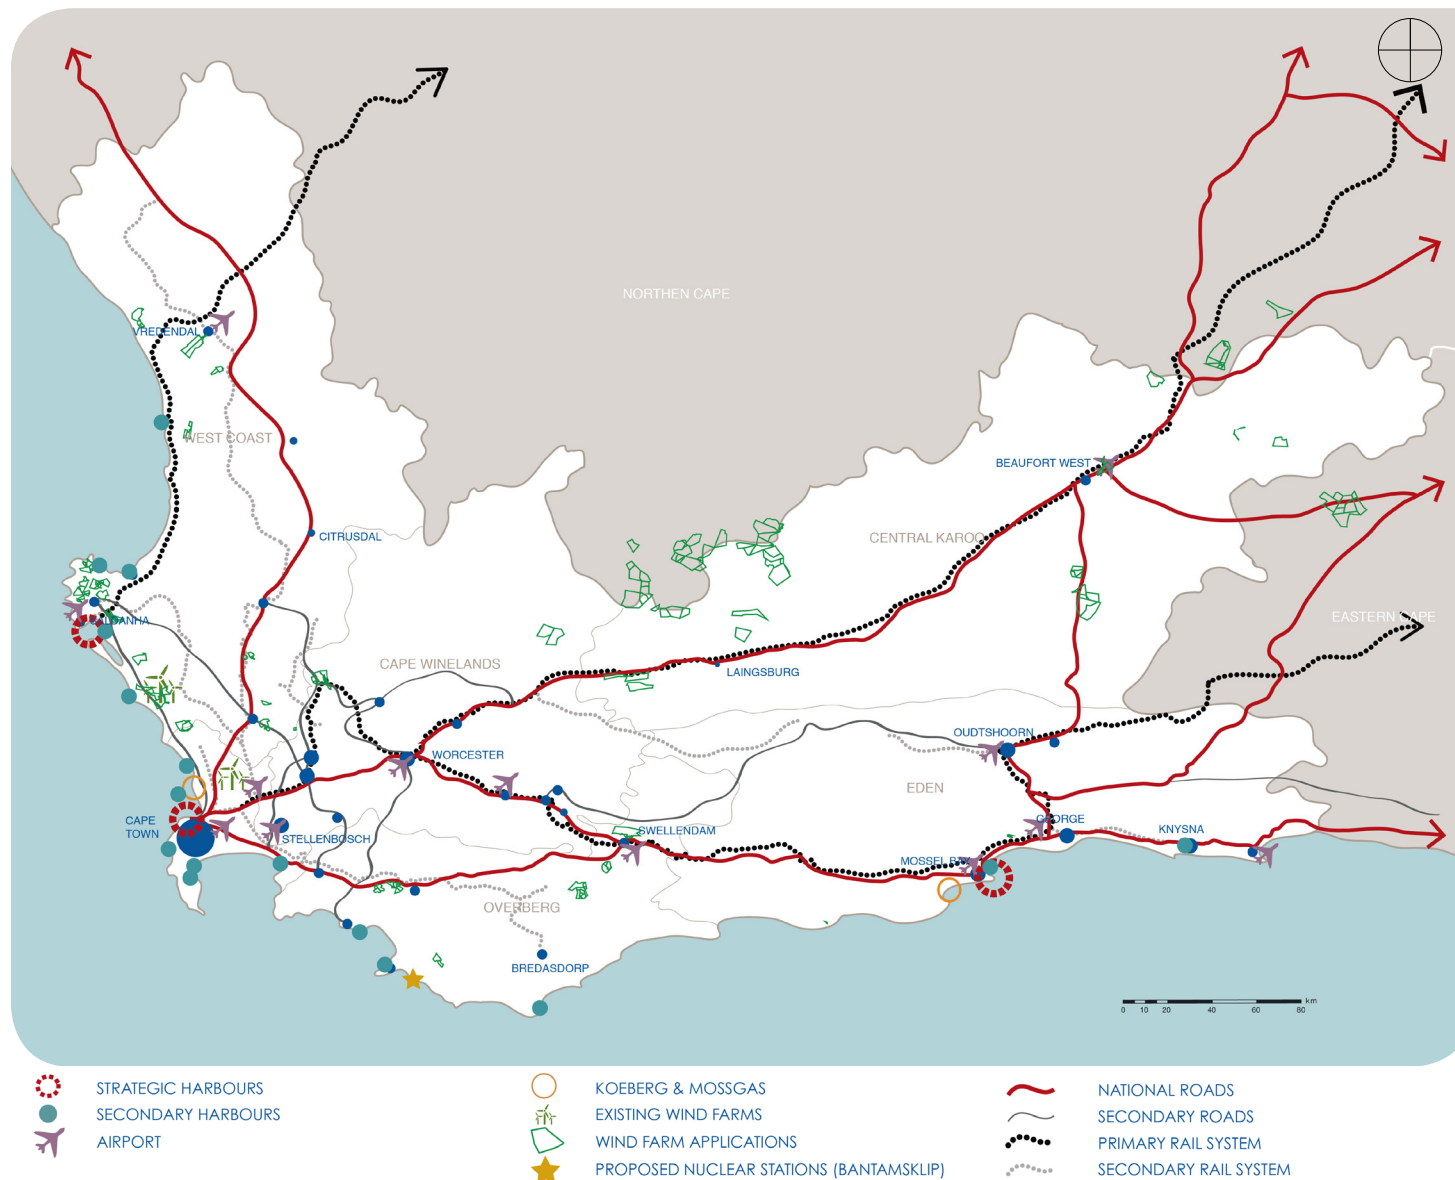 NORTHEN CAPE
VREDENDAL
WEST COAST
BEAUFORT WEST
CITRUSDAL
CENTRAL KAROO
EASTERN CAPE
CAPE WINELANDS
LAINGSBURG
OUDTSHOORN
WORCESTER
EDEN
CAPE
TOWN
STELLENBOSCH
SWELLENDAM
GEORGE
KNYSNA
MOSSEL BAY
OVERBERG
BREDASDORP
km
0 10 20 40 60 80
STRATEGIC HARBOURS
SECONDARY HARBOURS
AIRPORT
KOEBERG & MOSSGAS
EXISTING WIND FARMS
WIND FARM APPLICATIONS
PROPOSED NUCLEAR STATIONS (BANTAMSKLIP)
NATIONAL ROADS
SECONDARY ROADS
PRIMARY RAIL SYSTEM
SECONDARY RAIL SYSTEM